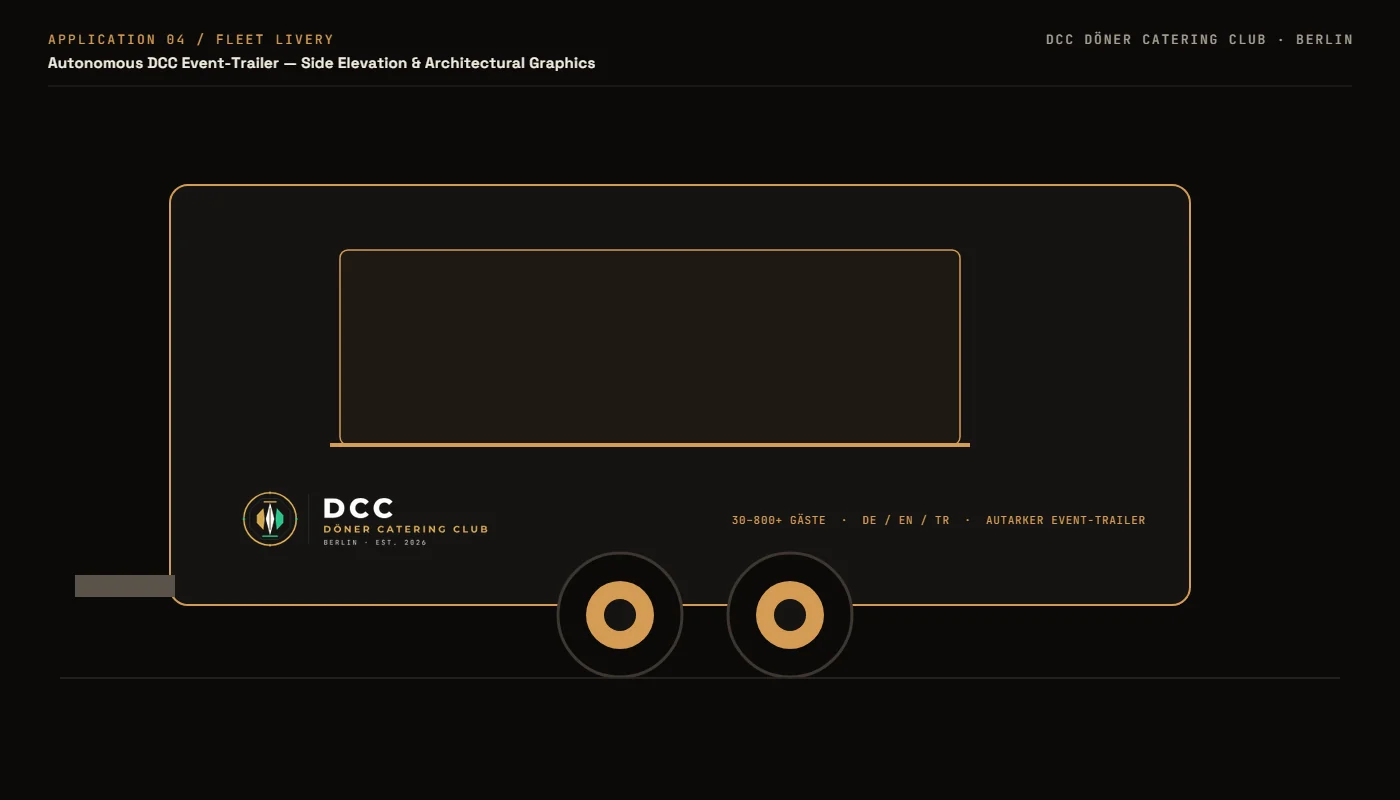 APPLICATION 04 / FLEET LIVERY
DCC DÖNER CATERING CLUB · BERLIN
Autonomous DCC Event-Trailer — Side Elevation & Architectural Graphics
DCC
DÖNER CATERING CLUB
BERLIN · EST. 2026
30–800+ GÄSTE · DE / EN / TR · AUTARKER EVENT-TRAILER